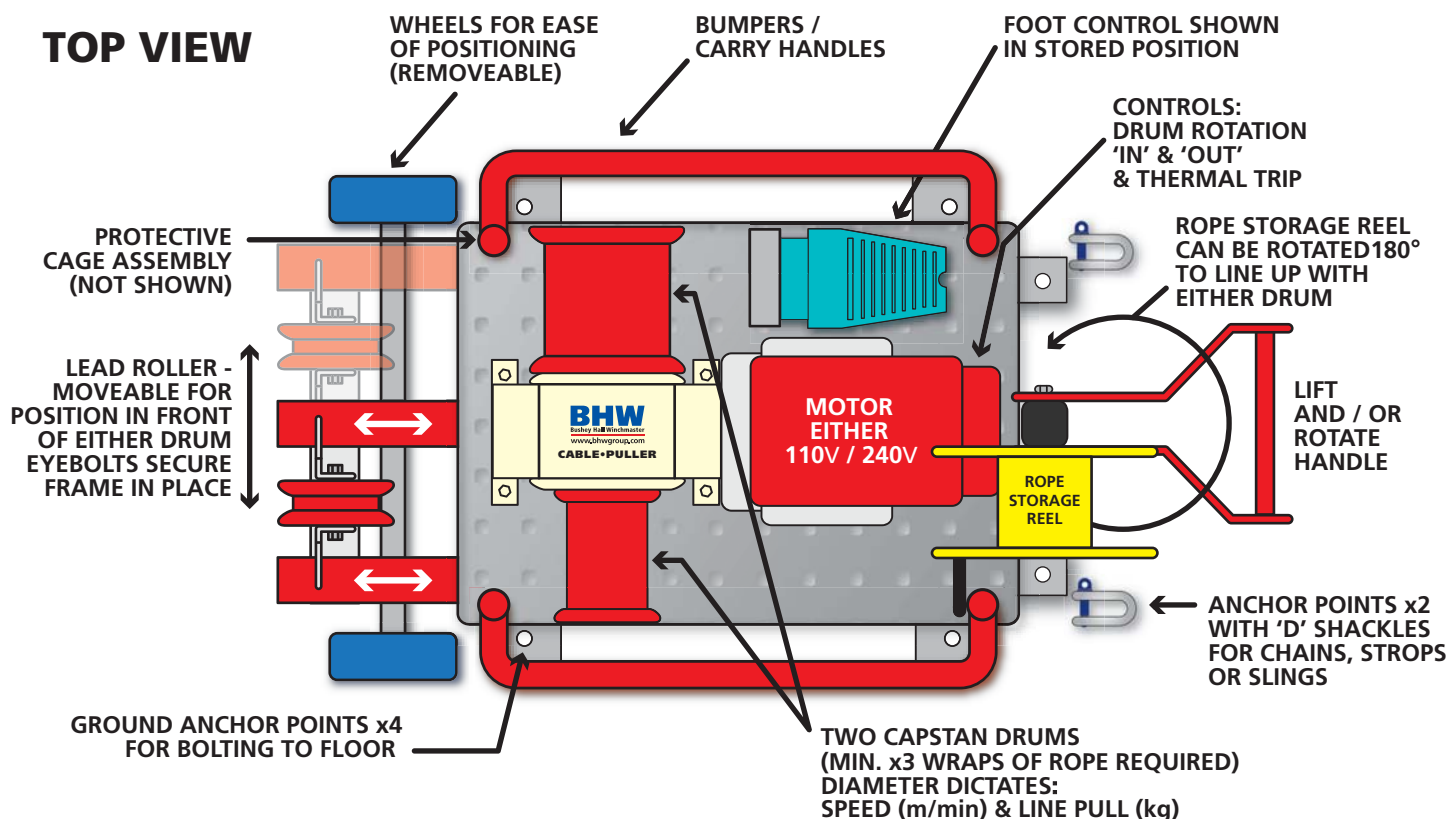 TOP VIEW
WHEELS FOR EASE
OF POSITIONING
(REMOVEABLE)
BUMPERS /
CARRY HANDLES
FOOT CONTROL SHOWN
IN STORED POSITION
CONTROLS:
DRUM ROTATION
'IN' & 'OUT'
& THERMAL TRIP
PROTECTIVE
CAGE ASSEMBLY
(NOT SHOWN)
ROPE STORAGE REEL
CAN BE ROTATED180°
TO LINE UP WITH
EITHER DRUM
LEAD ROLLER -
MOVEABLE FOR
POSITION IN FRONT
OF EITHER DRUM
EYEBOLTS SECURE
FRAME IN PLACE
BHW
Bushey Hall Winchmaster
www.bhwgroup.com
CABLE•PULLER
MOTOR
EITHER
110V / 240V
ROPE
STORAGE
REEL
LIFT
AND / OR
ROTATE
HANDLE
ANCHOR POINTS x2
WITH 'D' SHACKLES
FOR CHAINS, STROPS
OR SLINGS
GROUND ANCHOR POINTS x4
FOR BOLTING TO FLOOR
TWO CAPSTAN DRUMS
(MIN. x3 WRAPS OF ROPE REQUIRED)
DIAMETER DICTATES:
SPEED (m/min) & LINE PULL (kg)